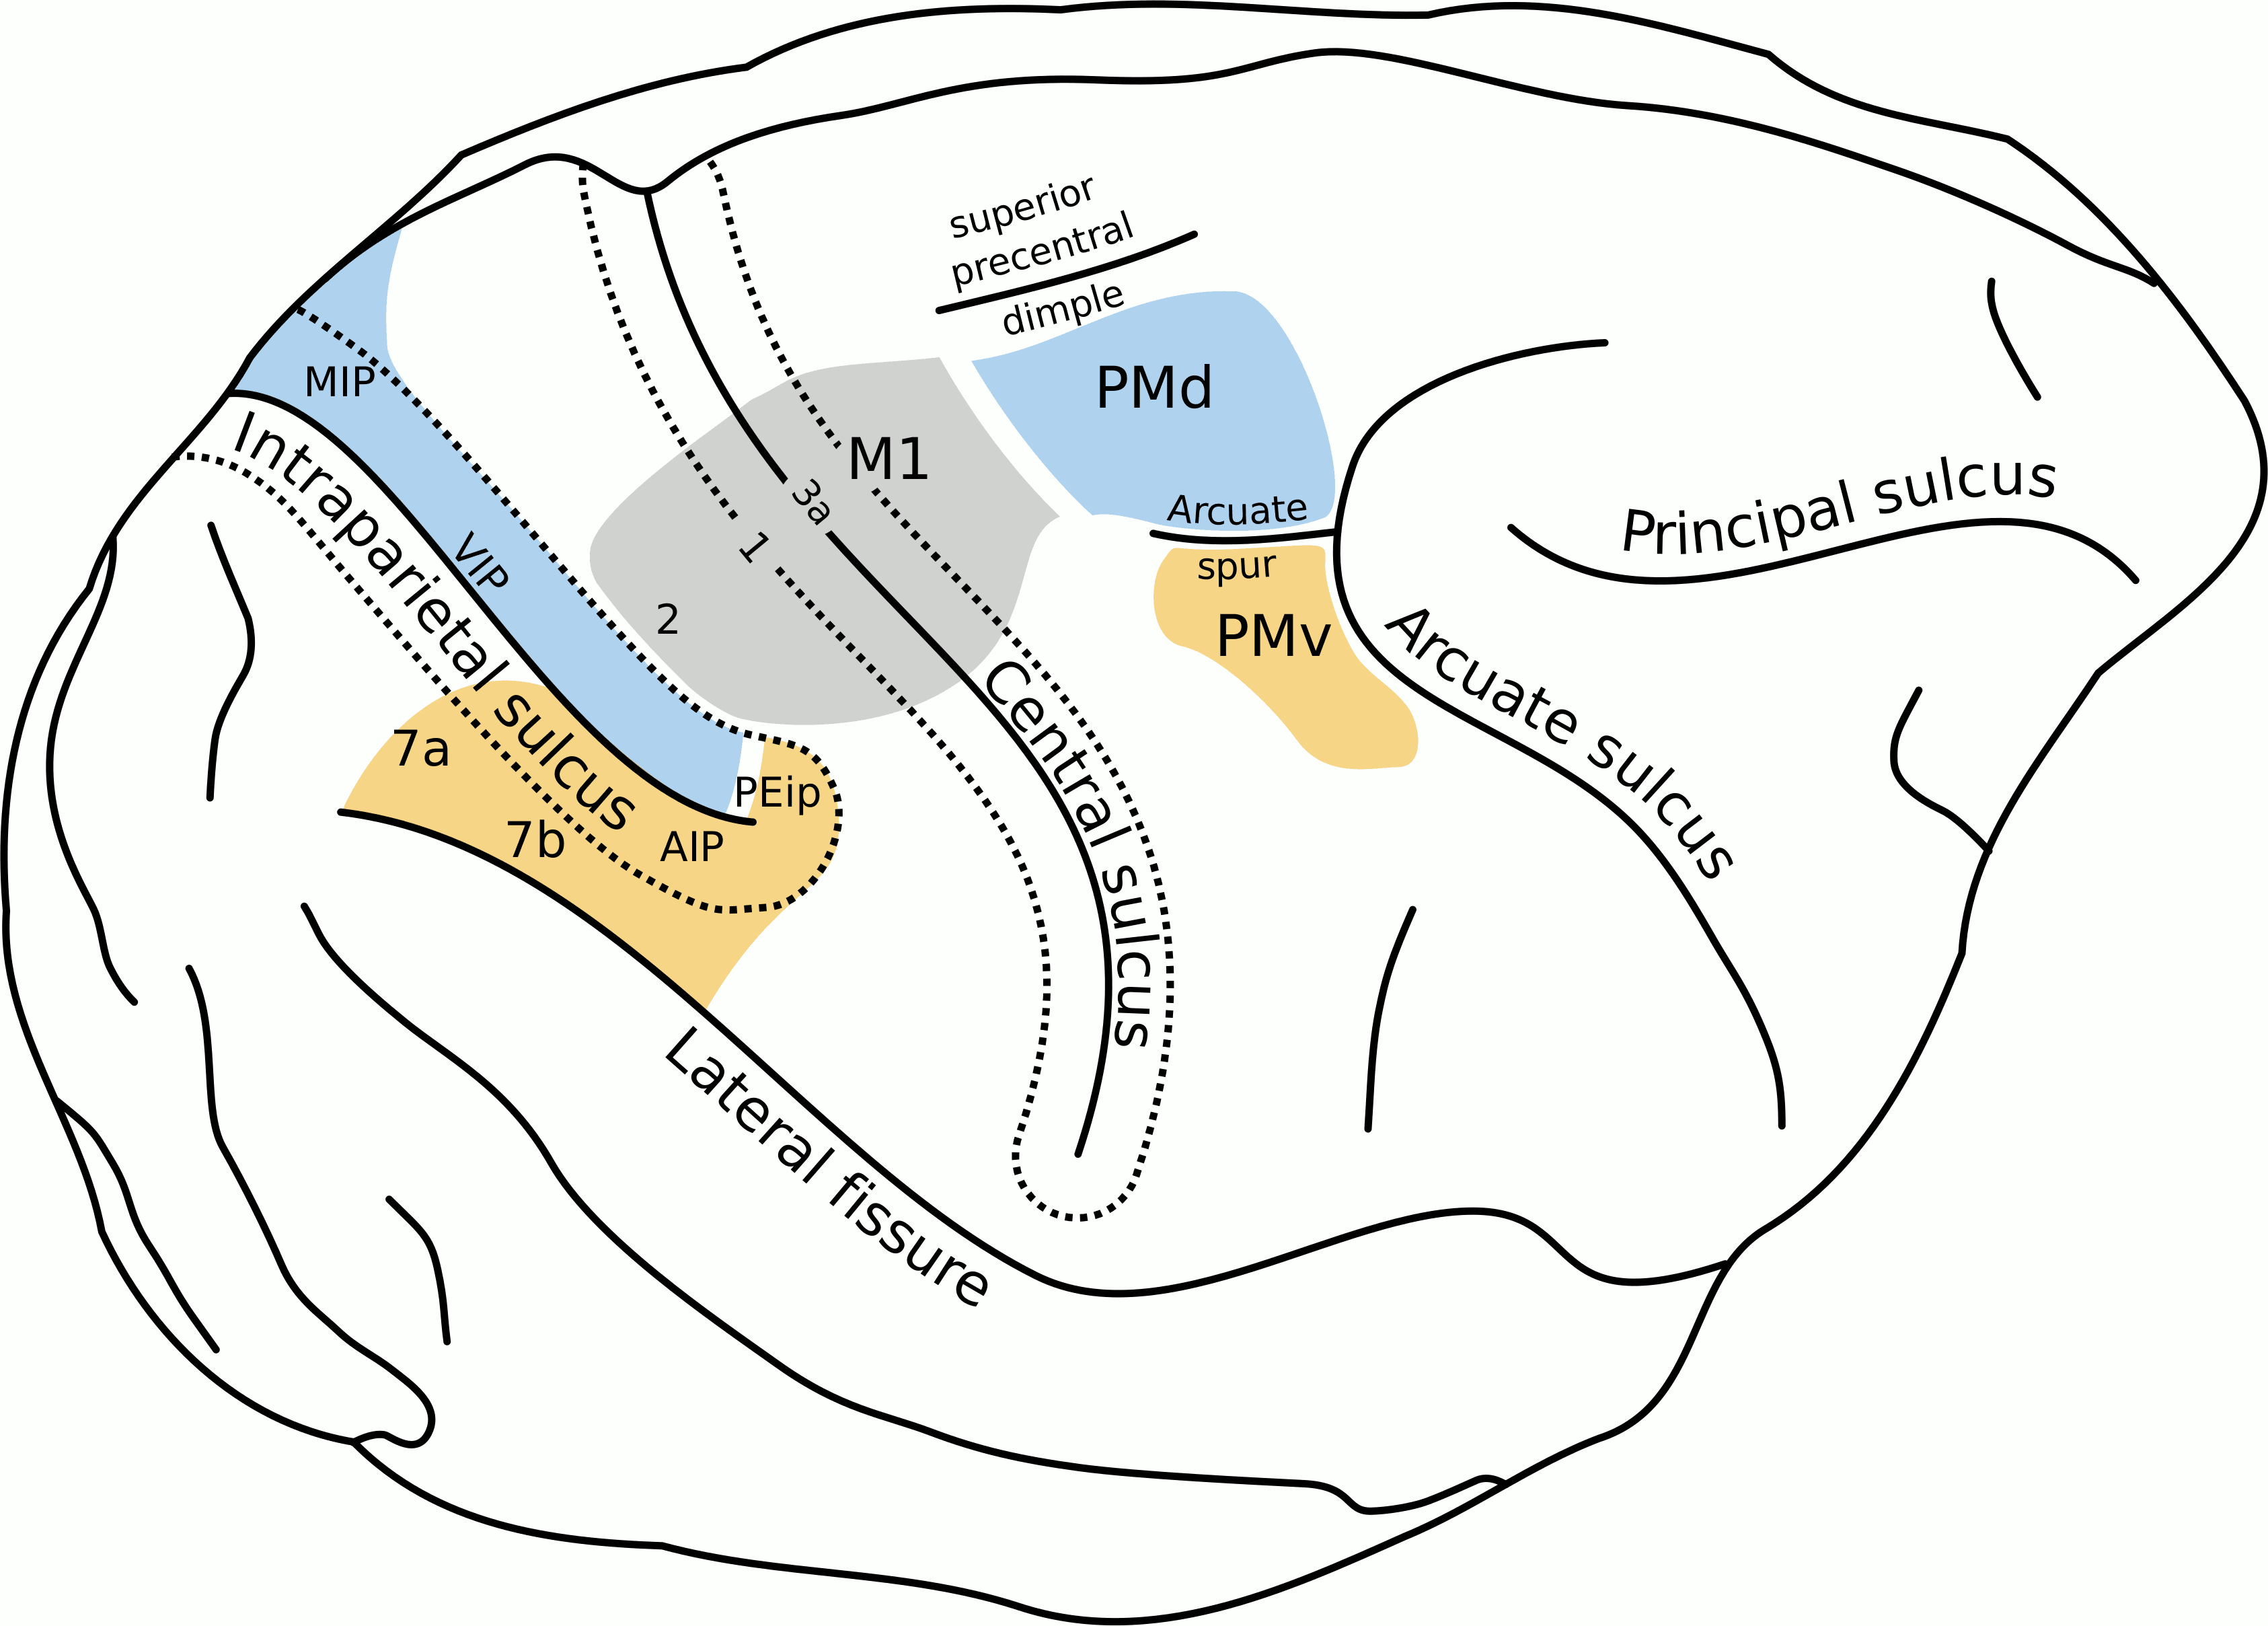 superior
precentral
dimple
PMd
MIP
M1
Arcuate
spur
Principal sulcus
3a
1
VIP
2
PMv
Intraparietal sulcus
Arcuate sulcus
Central sulcus
7a
PEip
7b
AIP
Lateral fissure